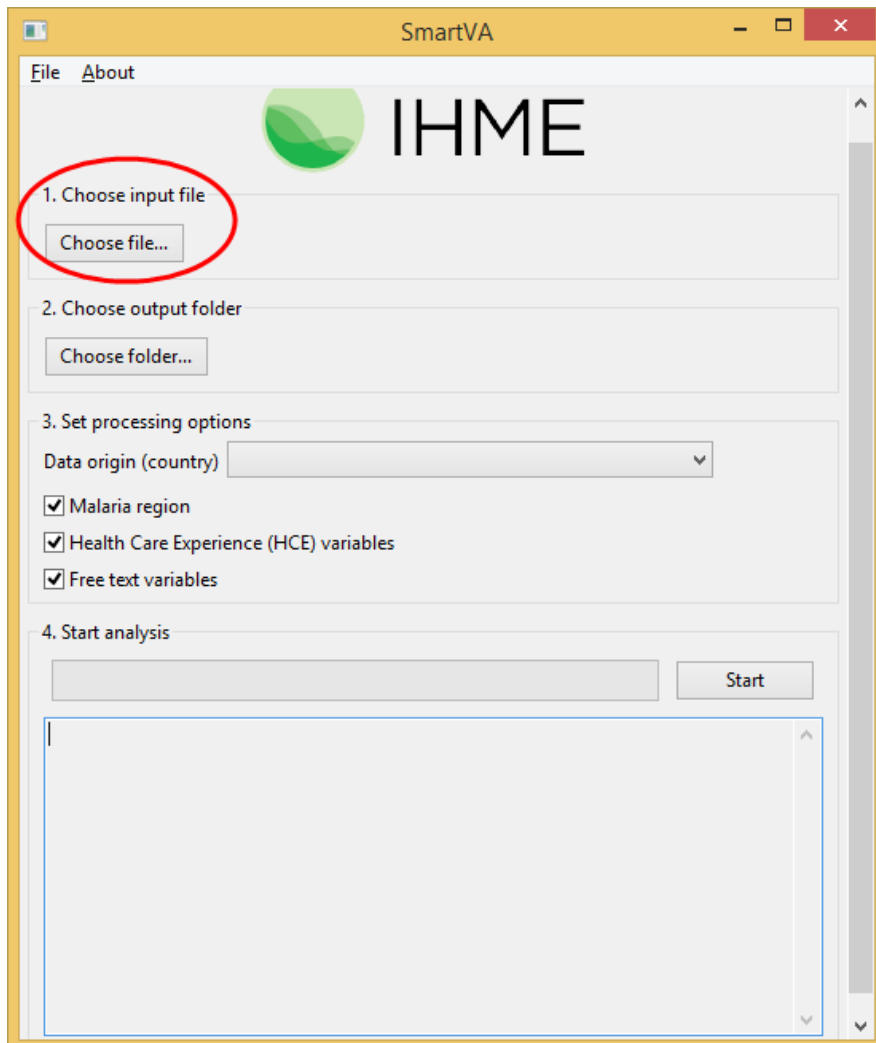 SmartVA
File About
IHME
1. Choose input file
Choose file...
2. Choose output folder
Choose folder...
3. Set processing options
Data origin (country)
Malaria region
Health Care Experience (HCE) variables
Free text variables
4. Start analysis
Start